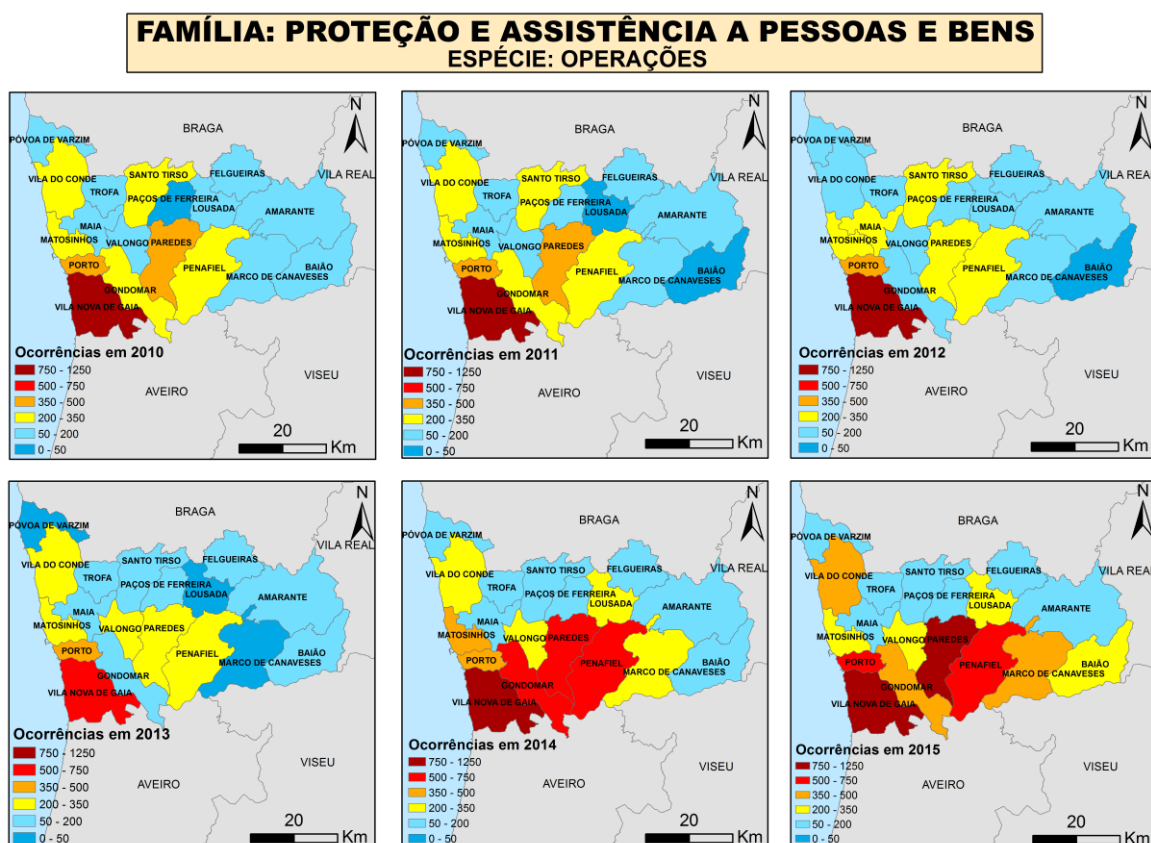 FAMÍLIA: PROTEÇÃO E ASSISTÊNCIA A PESSOAS E BENS
ESPÉCIE: OPERAÇÕES
N
BRAGA
PÓVOA DE VARZIM
VILA REAL
SANTO TIRSO
FELGUEIRAS
VILA DO CONDE
TROFA
PAÇOS DE FERREIRA
LOUSADA
AMARANTE
MAIA
MATOSINHOS
VALONGO
PAREDES
PORTO
PENAFIEL
BAIÃO
MARCO DE CANAVESES
GONDOMAR
VILA NOVA DE GAIA
Ocorrências em 2010
750 - 1250
500 - 750
350 - 500
200 - 350
50 - 200
0 - 50
VISEU
AVEIRO
20
Km
N
BRAGA
PÓVOA DE VARZIM
VILA REAL
SANTO TIRSO
FELGUEIRAS
VILA DO CONDE
TROFA
PAÇOS DE FERREIRA
LOUSADA
AMARANTE
MAIA
MATOSINHOS
VALONGO
PAREDES
PORTO
PENAFIEL
BAIÃO
MARCO DE CANAVESES
GONDOMAR
VILA NOVA DE GAIA
Ocorrências em 2011
750 - 1250
500 - 750
350 - 500
200 - 350
50 - 200
0 - 50
VISEU
AVEIRO
20
Km
N
BRAGA
PÓVOA DE VARZIM
VILA REAL
SANTO TIRSO
FELGUEIRAS
VILA DO CONDE
TROFA
PAÇOS DE FERREIRA
LOUSADA
AMARANTE
MAIA
MATOSINHOS
VALONGO
PAREDES
PORTO
PENAFIEL
BAIÃO
MARCO DE CANAVESES
GONDOMAR
VILA NOVA DE GAIA
Ocorrências em 2012
750 - 1250
500 - 750
350 - 500
200 - 350
50 - 200
0 - 50
VISEU
AVEIRO
20
Km
N
BRAGA
PÓVOA DE VARZIM
VILA REAL
SANTO TIRSO
FELGUEIRAS
VILA DO CONDE
TROFA
PAÇOS DE FERREIRA
LOUSADA
AMARANTE
MAIA
MATOSINHOS
VALONGO
PAREDES
PORTO
PENAFIEL
BAIÃO
MARCO DE CANAVESES
GONDOMAR
VILA NOVA DE GAIA
Ocorrências em 2013
750 - 1250
500 - 750
350 - 500
200 - 350
50 - 200
0 - 50
VISEU
AVEIRO
20
Km
N
BRAGA
PÓVOA DE VARZIM
VILA REAL
SANTO TIRSO
FELGUEIRAS
VILA DO CONDE
TROFA
PAÇOS DE FERREIRA
LOUSADA
AMARANTE
MAIA
MATOSINHOS
VALONGO
PAREDES
PORTO
PENAFIEL
BAIÃO
MARCO DE CANAVESES
GONDOMAR
VILA NOVA DE GAIA
Ocorrências em 2014
750 - 1250
500 - 750
350 - 500
200 - 350
50 - 200
0 - 50
VISEU
AVEIRO
20
Km
N
BRAGA
PÓVOA DE VARZIM
VILA REAL
SANTO TIRSO
FELGUEIRAS
VILA DO CONDE
TROFA
PAÇOS DE FERREIRA
LOUSADA
AMARANTE
MAIA
MATOSINHOS
VALONGO
PAREDES
PORTO
PENAFIEL
BAIÃO
MARCO DE CANAVESES
GONDOMAR
VILA NOVA DE GAIA
Ocorrências em 2015
750 - 1250
500 - 750
350 - 500
200 - 350
50 - 200
0 - 50
VISEU
AVEIRO
20
Km